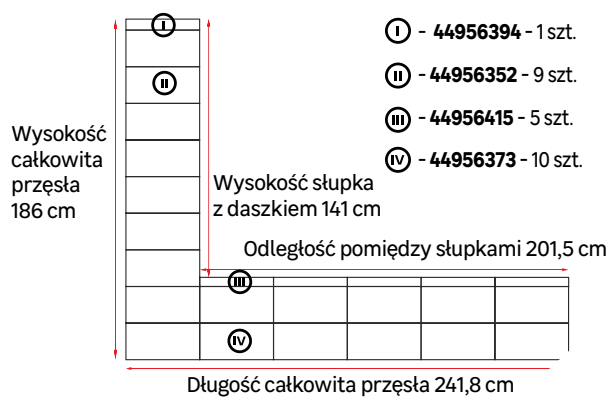 I
II
III
IV
I - 44956394 - 1 szt.
II - 44956352 - 9 szt.
III - 44956415 - 5 szt.
IV - 44956373 - 10 szt.
Wysokość
całkowita
przęsła
186 cm
Wysokość słupka
z daszkiem 141 cm
Odległość pomiędzy słupkami 201,5 cm
Długość całkowita przęsła 241,8 cm